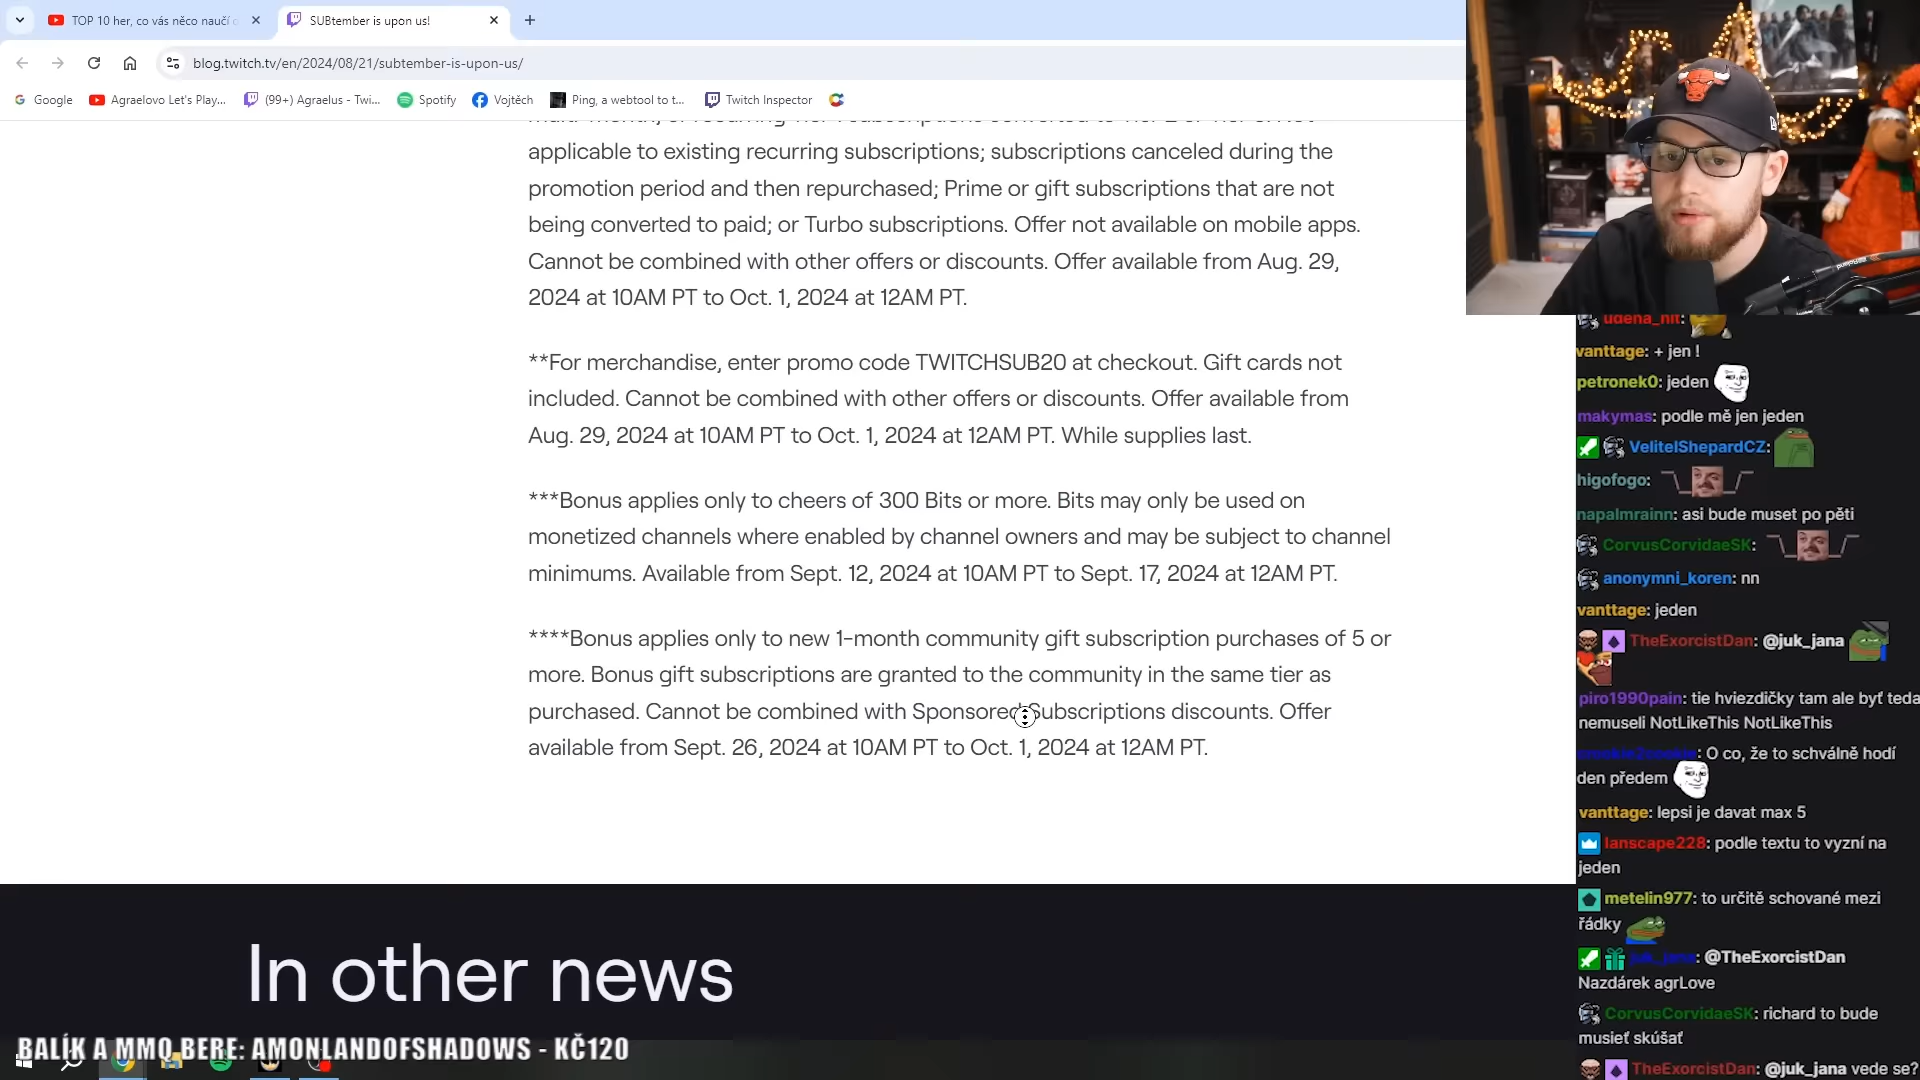 TOP 10 her, co vás něco naučí
SUBtember is upon us!
blog.twitch.tv/en/2024/08/21/subtember-is-upon-us/
Google
Agraelovo Let's Play...
(99+) Agraelus - Twi...
Spotify
Vojtěch
Ping, a webtool to t...
Twitch Inspector
applicable to existing recurring subscriptions; subscriptions canceled during the
promotion period and then repurchased; Prime or gift subscriptions that are not
being converted to paid; or Turbo subscriptions. Offer not available on mobile apps.
Cannot be combined with other offers or discounts. Offer available from Aug. 29,
2024 at 10AM PT to Oct. 1, 2024 at 12AM PT.
**For merchandise, enter promo code TWITCHSUB20 at checkout. Gift cards not
included. Cannot be combined with other offers or discounts. Offer available from
Aug. 29, 2024 at 10AM PT to Oct. 1, 2024 at 12AM PT. While supplies last.
***Bonus applies only to cheers of 300 Bits or more. Bits may only be used on
monetized channels where enabled by channel owners and may be subject to channel
minimums. Available from Sept. 12, 2024 at 10AM PT to Sept. 17, 2024 at 12AM PT.
****Bonus applies only to new 1-month community gift subscription purchases of 5 or
more. Bonus gift subscriptions are granted to the community in the same tier as
purchased. Cannot be combined with Sponsored Subscriptions discounts. Offer
available from Sept. 26, 2024 at 10AM PT to Oct. 1, 2024 at 12AM PT.
In other news
BALÍK A MMO BERE: AMONLANDOFSHADOWS - KČ120
udena_hit:
vanttage: + jen !
petronek0: jeden
makymas: podle mě jen jeden
VelitelShepardCZ:
higofogo:
napalmrainn: asi bude muset po pěti
CorvusCorvidaeSK:
anonymni_koren: nn
vanttage: jeden
TheExorcistDan: @juk_jana
piro1990pain: tie hviezdičky tam ale byť teda
nemuseli NotLikeThis NotLikeThis
: O co, že to schválně hodí
den předem
vanttage: lepsi je davat max 5
lanscape228: podle textu to vyzní na
jeden
metelin977: to určitě schované mezi
řádky
juk_jana: @TheExorcistDan
Nazdárek agrLove
CorvusCorvidaeSK: richard to bude
musieť skúšať
TheExorcistDan: @juk_jana vede se?